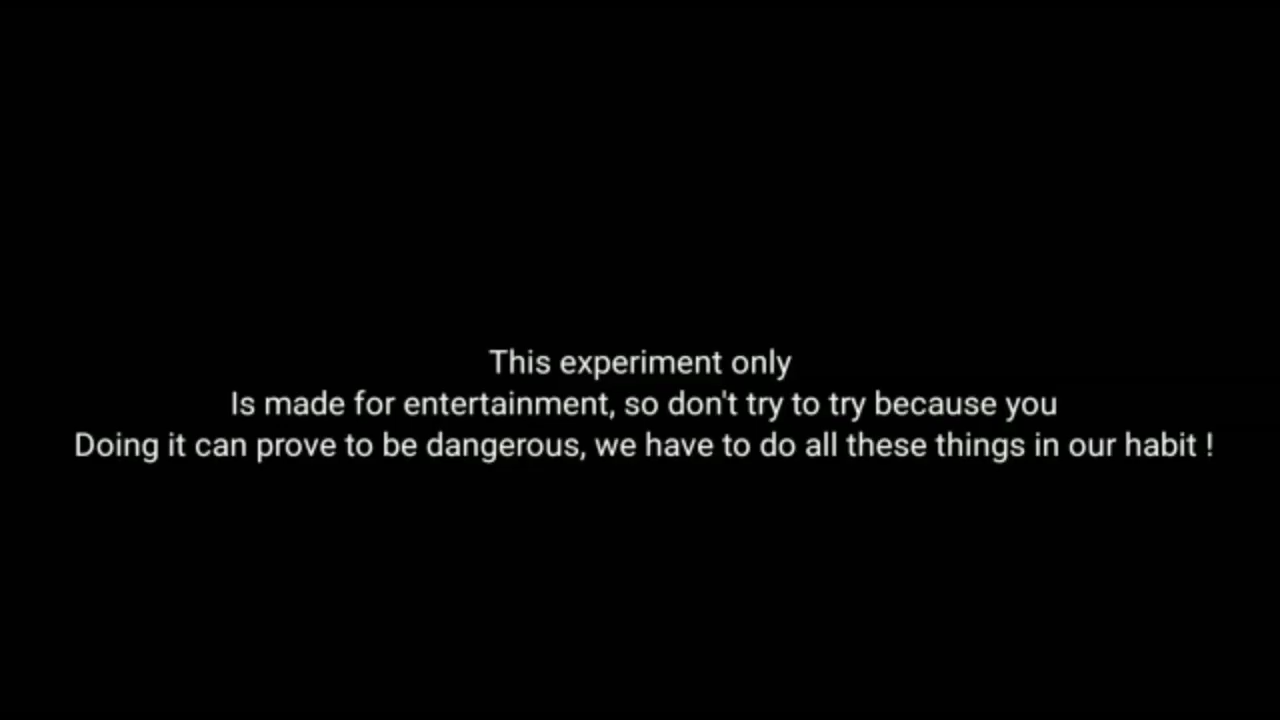 This experiment only
Is made for entertainment, so don't try to try because you
Doing it can prove to be dangerous, we have to do all these things in our habit !